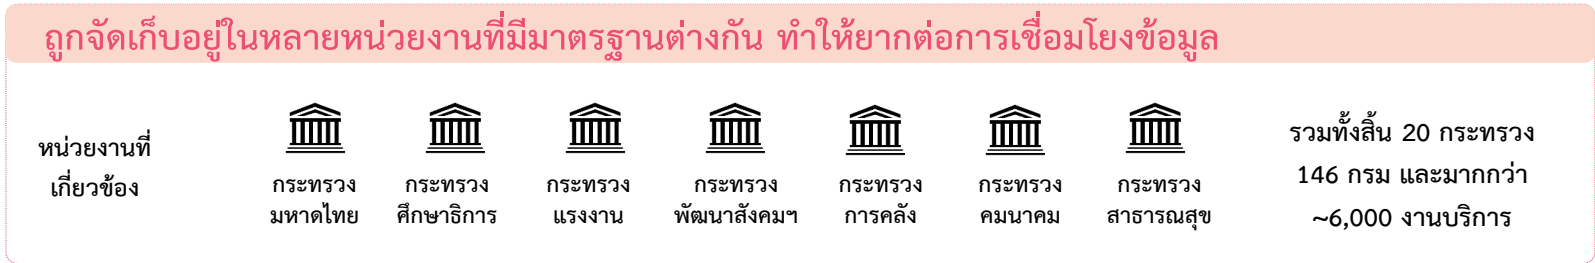 ถูกจัดเก็บอยู่ในหลายหน่วยงานที่มีมาตรฐานต่างกัน ทำให้ยากต่อการเชื่อมโยงข้อมูล
หน่วยงานที่
เกี่ยวข้อง
กระทรวง
มหาดไทย
กระทรวง
ศึกษาธิการ
กระทรวง
แรงงาน
กระทรวง
พัฒนาสังคมฯ
กระทรวง
การคลัง
กระทรวง
คมนาคม
กระทรวง
สาธารณสุข
รวมทั้งสิ้น 20 กระทรวง
146 กรม และมากกว่า
~6,000 งานบริการ